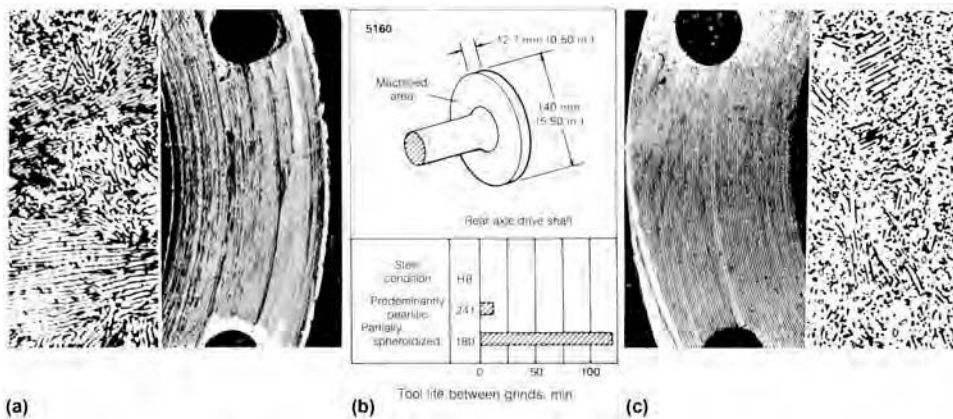 5160
12.7 mm (0.50 in.)
Machined
area
140 mm
(5.50 in.)
Rear axle drive shaft
Steel
condition
HB
Predominantly
pearlitic
241
Partially
spheroidized
180
0
50
100
Tool life between grinds, min
(a)
(b)
(c)